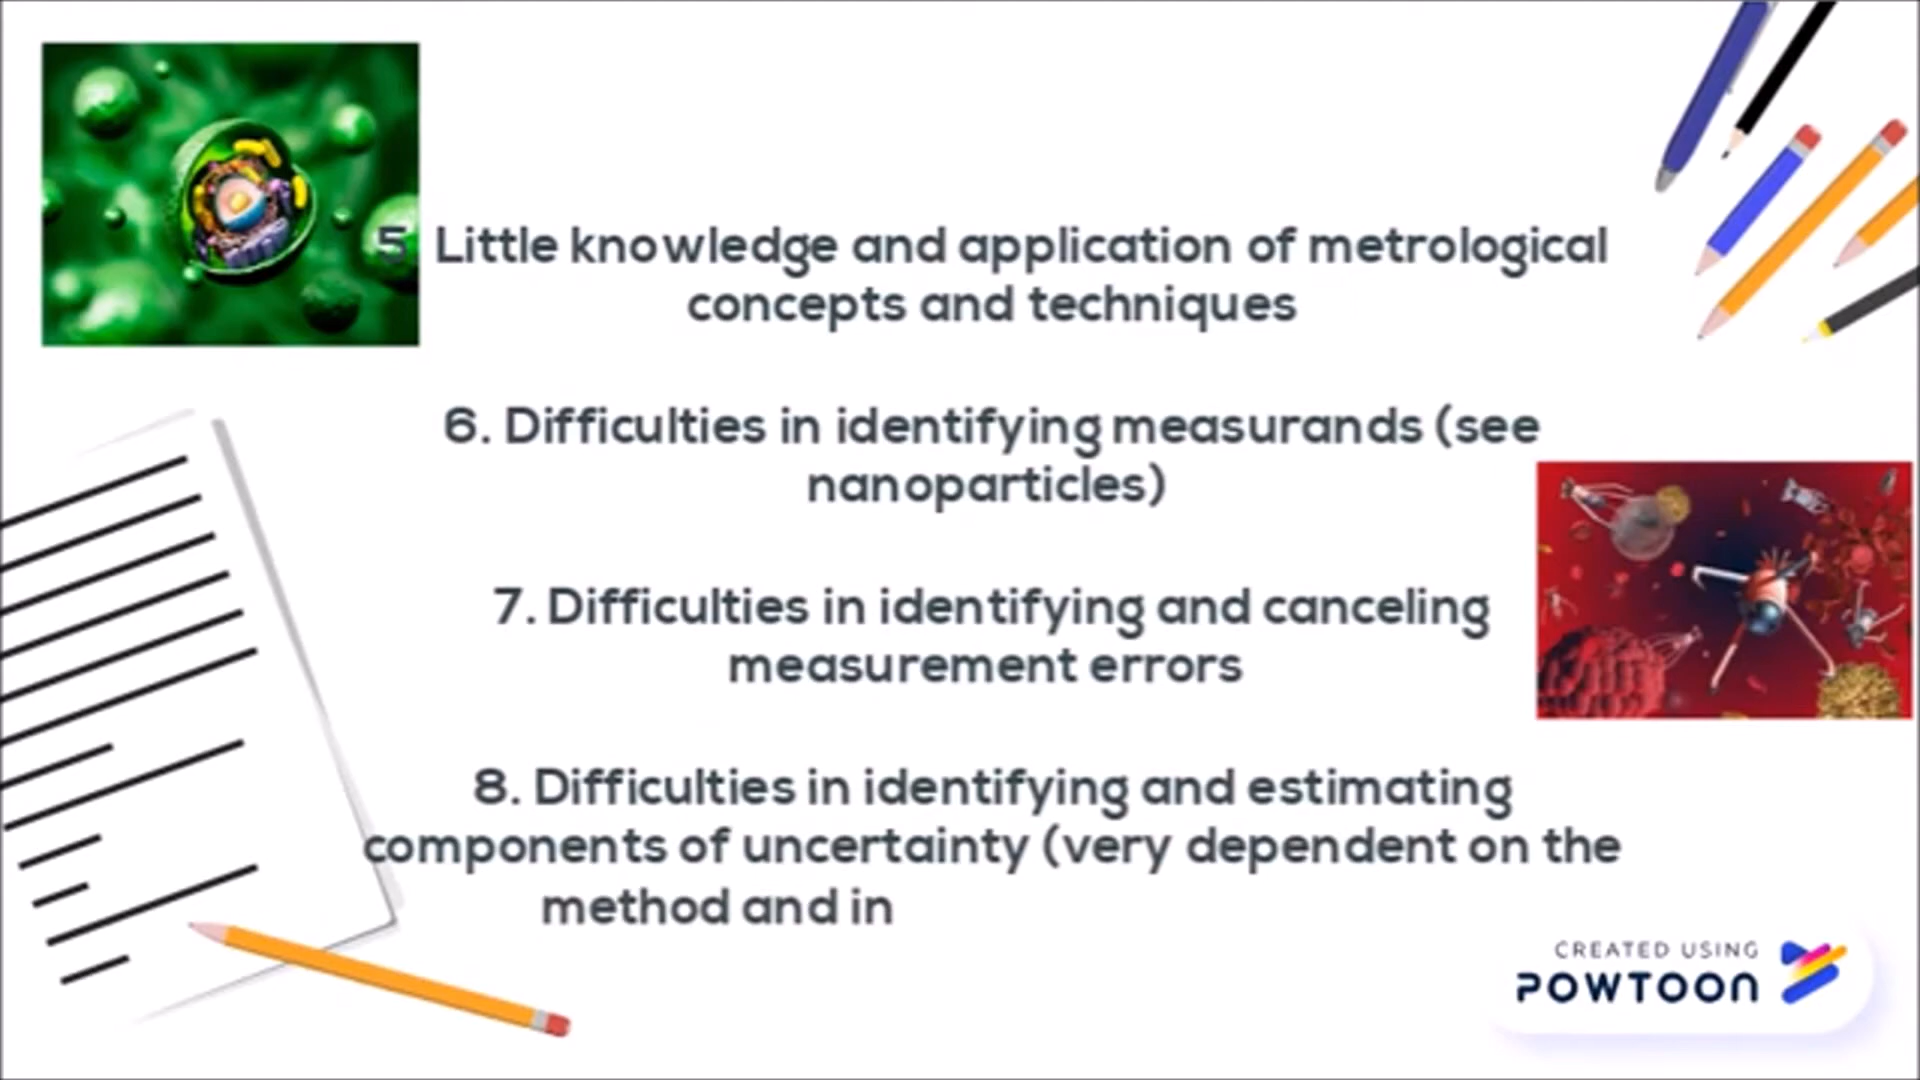 5. Little knowledge and application of metrological
concepts and techniques
6. Difficulties in identifying measurands (see
nanoparticles)
7. Difficulties in identifying and canceling
measurement errors
8. Difficulties in identifying and estimating
components of uncertainty (very dependent on the
method and in
CREATED USING
POWTOON